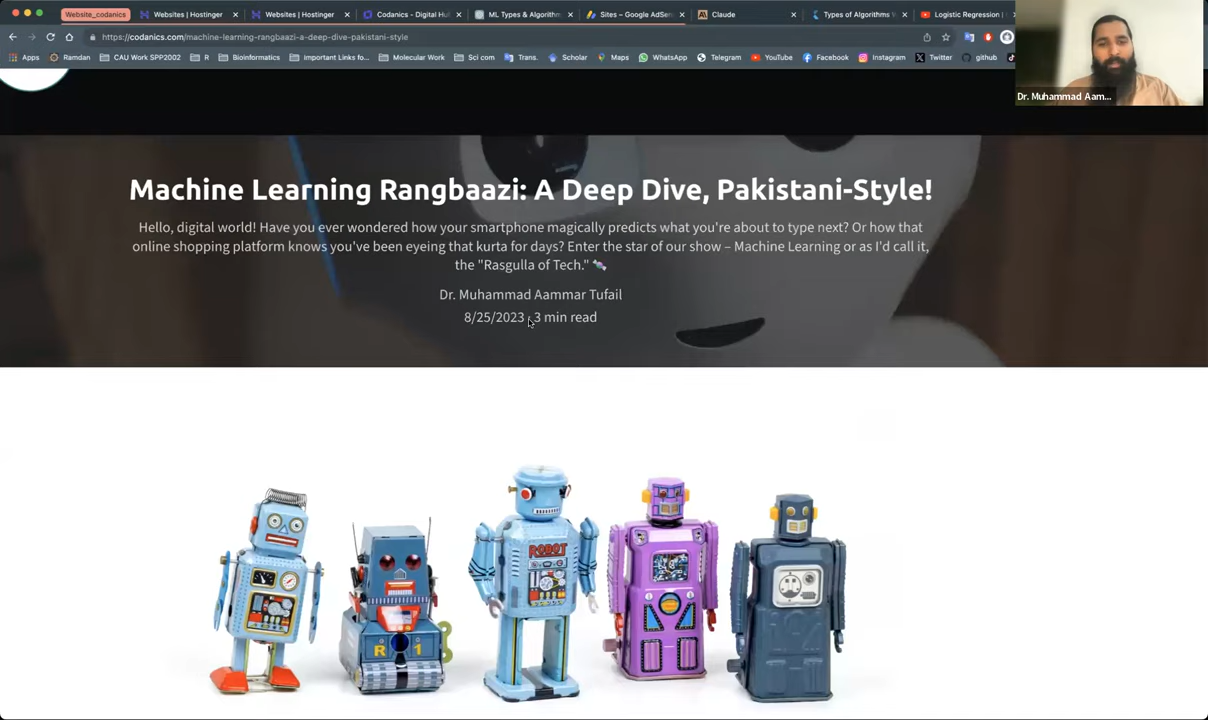 Website_codanics
Websites | Hostinger
Websites | Hostinger
Codanics - Digital Hu
ML Types & Algorithm
Sites – Google AdSen
Claude
Types of Algorithms
Logistic Regression |
https://codanics.com/machine-learning-rangbaazi-a-deep-dive-pakistani-style
Apps
CAU Work SPP2002
R
Bioinformatics
Important Links fo...
Molecular Work
Sci com
Trans.
Scholar
Maps
WhatsApp
Telegram
YouTube
Facebook
Instagram
Twitter
github
Dr. Muhammad Aam...
Machine Learning Rangbaazi: A Deep Dive, Pakistani-Style!
Hello, digital world! Have you ever wondered how your smartphone magically predicts what you're about to type next? Or how that
online shopping platform knows you've been eyeing that kurta for days? Enter the star of our show – Machine Learning or as I'd call it,
the "Rasgulla of Tech." 🍬
Dr. Muhammad Aammar Tufail
8/25/2023 · 3 min read
ROBOT
R 1